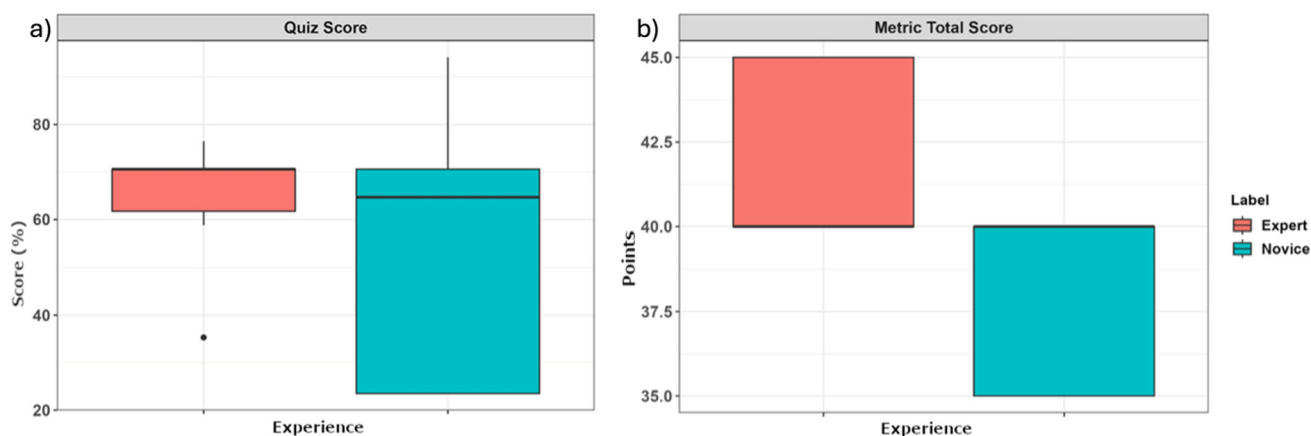 a)
Quiz Score
Score (%)
80
60
40
20
Experience
b)
Metric Total Score
Points
45.0
42.5
40.0
37.5
35.0
Experience
Label
Expert
Novice